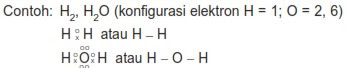 Contoh: H₂, H₂O (konfigurasi elektron H = 1; O = 2, 6)
H ⚬× H atau H – H
H ×⚬ O ⚬× H atau H – O – H